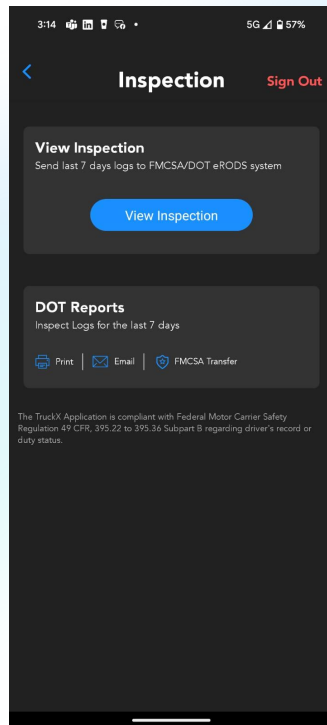 3:14 5G 57%
Inspection Sign Out
View Inspection
Send last 7 days logs to FMCSA/DOT eRODS system
View Inspection
DOT Reports
Inspect Logs for the last 7 days
Print Email FMCSA Transfer
The TruckX Application is compliant with Federal Motor Carrier Safety
Regulation 49 CFR, 395.22 to 395.36 Subpart B regarding driver's record or
duty status.